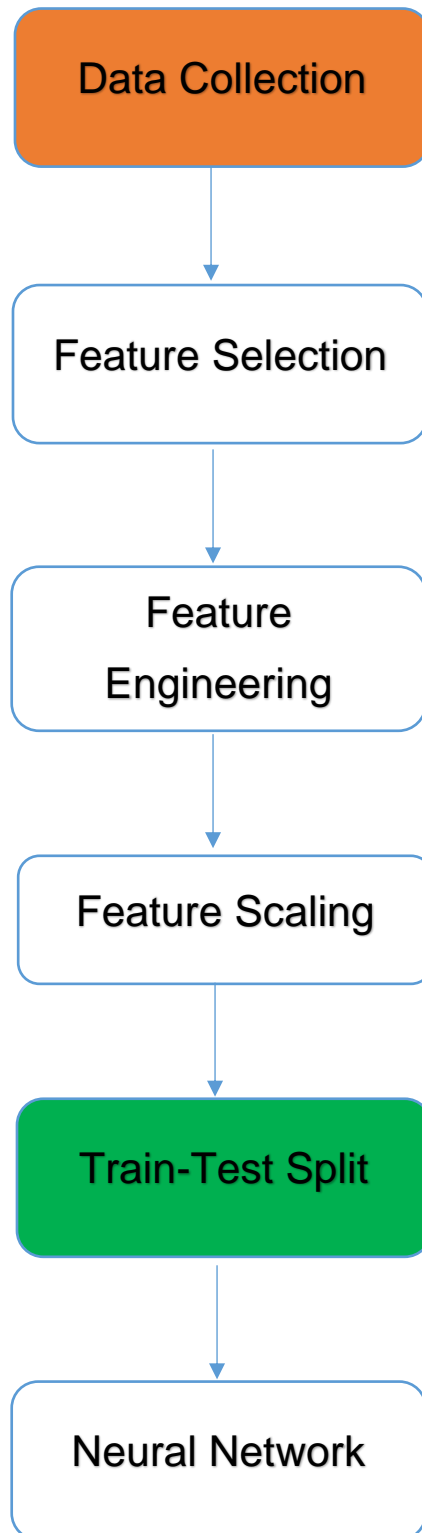 Data Collection
Feature Selection
Feature
Engineering
Feature Scaling
Train-Test Split
Neural Network